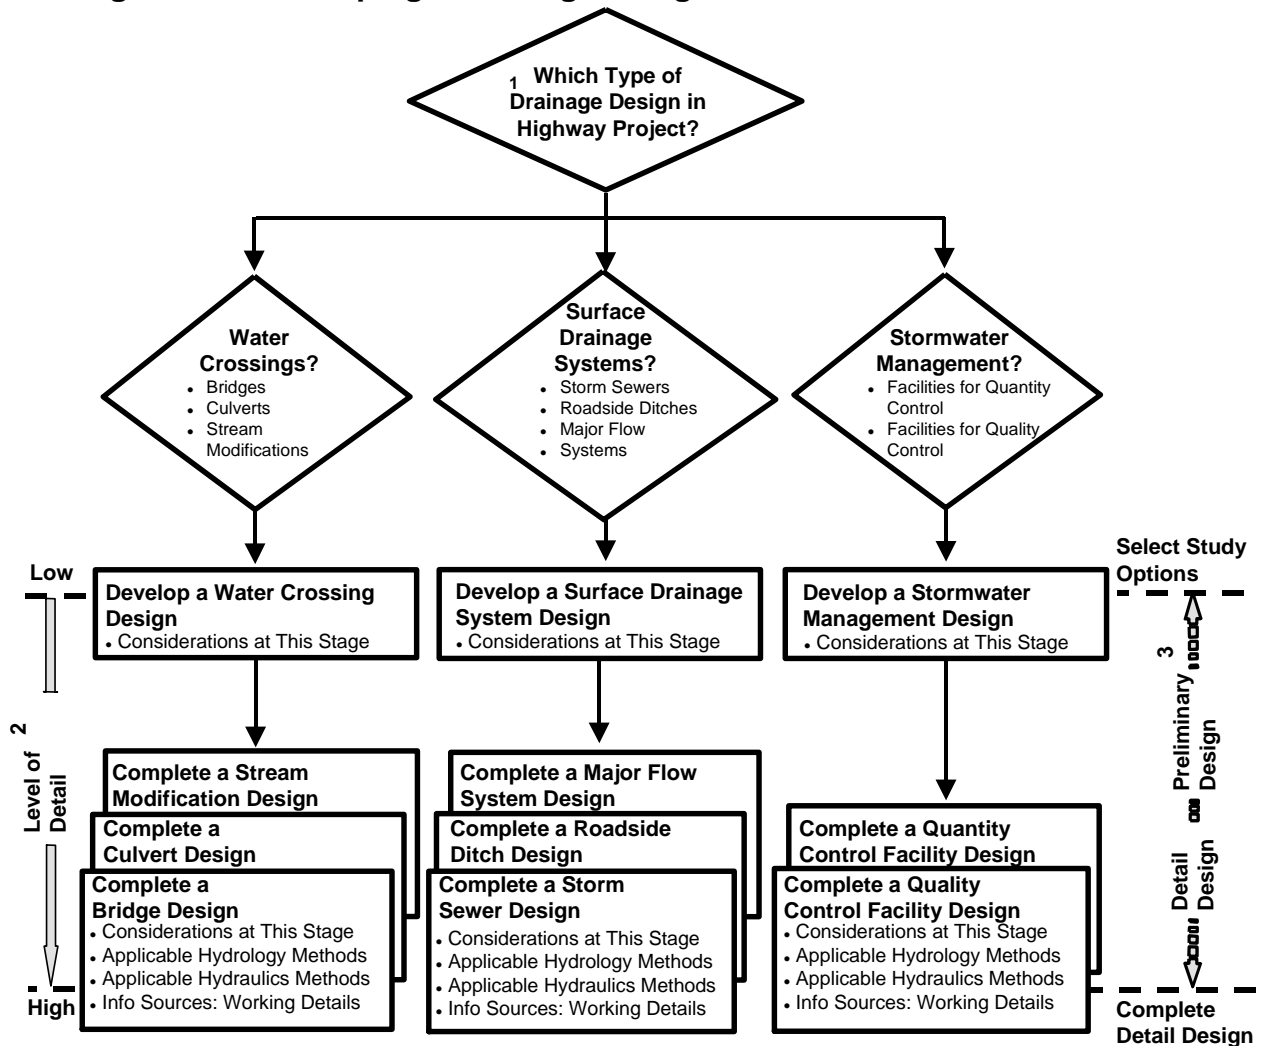 1 Which Type of
Drainage Design in
Highway Project?
Water
Crossings?
• Bridges
• Culverts
• Stream
Modifications
Surface
Drainage
Systems?
• Storm Sewers
• Roadside Ditches
• Major Flow
• Systems
Stormwater
Management?
• Facilities for Quantity
Control
• Facilities for Quality
Control
Low
Develop a Water Crossing
Design
• Considerations at This Stage
Develop a Surface Drainage
System Design
• Considerations at This Stage
Develop a Stormwater
Management Design
• Considerations at This Stage
Select Study
Options
2
Level of
Detail
3
Preliminary
Design
Detail
Design
Complete a Stream
Modification Design
Complete a
Culvert Design
Complete a
Bridge Design
• Considerations at This Stage
• Applicable Hydrology Methods
• Applicable Hydraulics Methods
• Info Sources: Working Details
Complete a Major Flow
System Design
Complete a Roadside
Ditch Design
Complete a Storm
Sewer Design
• Considerations at This Stage
• Applicable Hydrology Methods
• Applicable Hydraulics Methods
• Info Sources: Working Details
Complete a Quantity
Control Facility Design
Complete a Quality
Control Facility Design
• Considerations at This Stage
• Applicable Hydrology Methods
• Applicable Hydraulics Methods
• Info Sources: Working Details
High
Complete
Detail Design